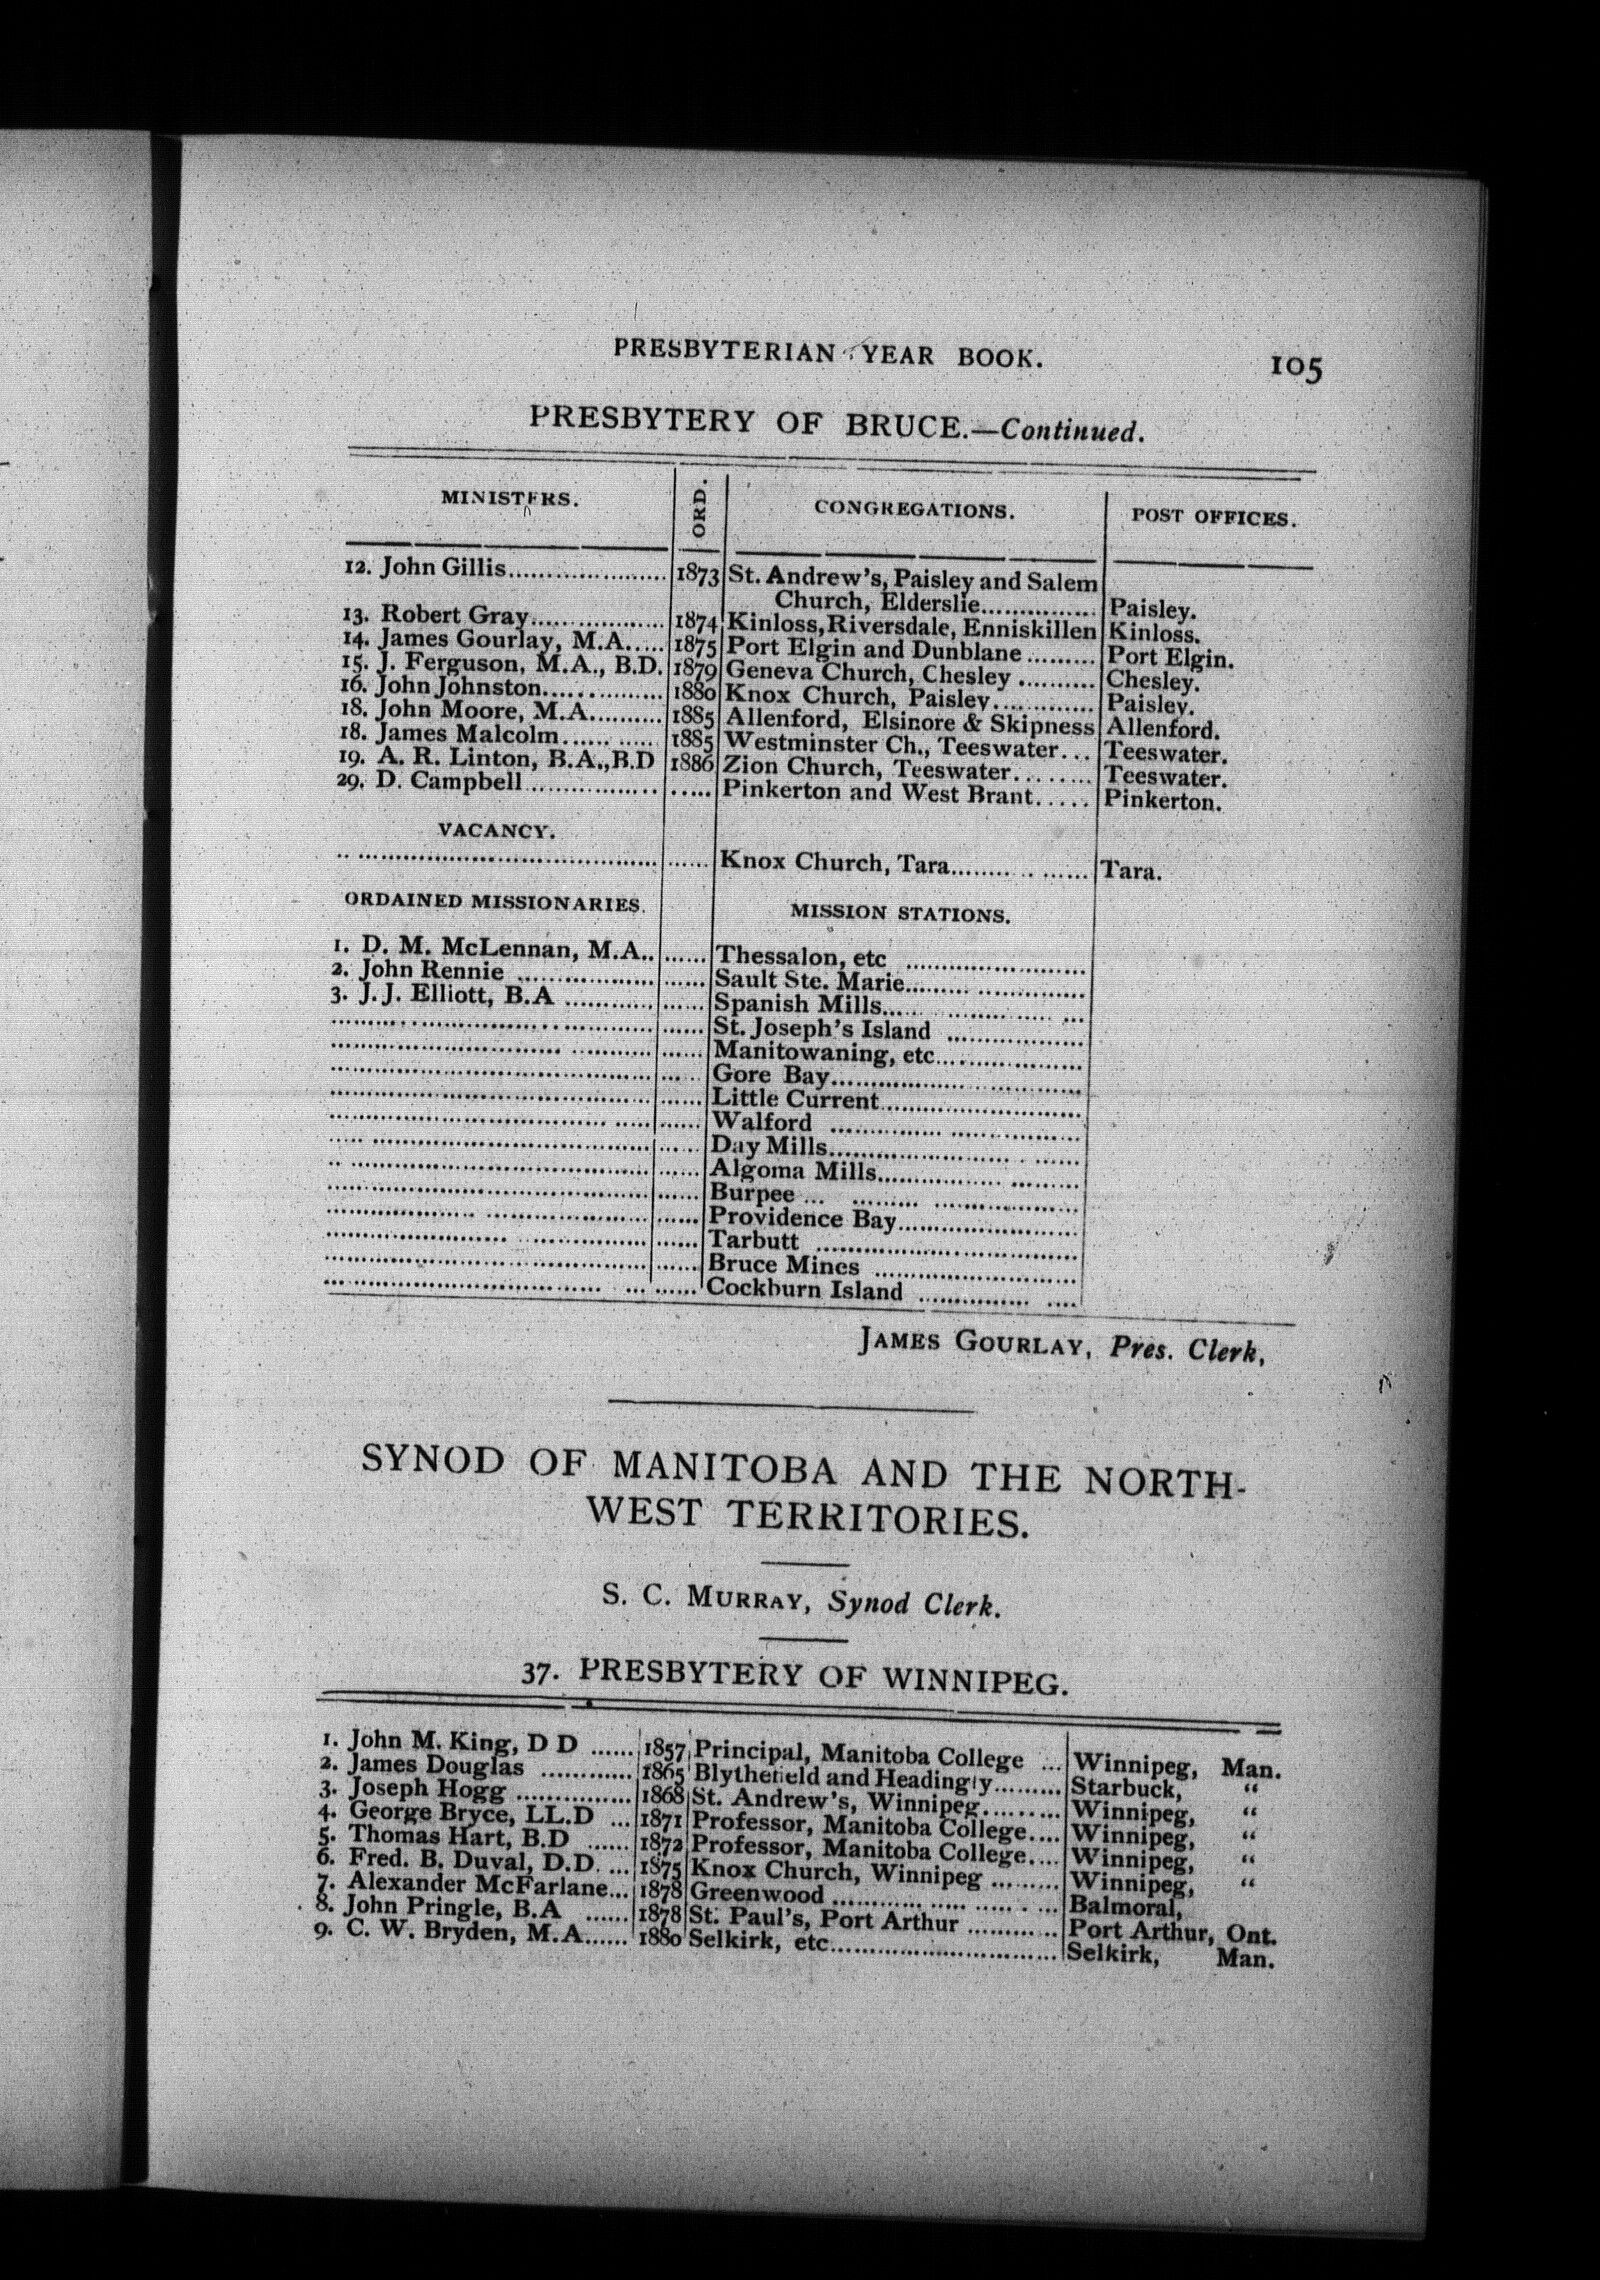 PRESBYTERIAN YEAR BOOK. 105
PRESBYTERY OF BRUCE.—Continued.
MINISTERS. ORD. CONGREGATIONS. POST OFFICES.
12. John Gillis...................... 1873 St. Andrew's, Paisley and Salem
Church, Elderslie............... Paisley.
13. Robert Gray.................. 1874 Kinloss, Riversdale, Enniskillen Kinloss.
14. James Gourlay, M.A..... 1875 Port Elgin and Dunblane......... Port Elgin.
15. J. Ferguson, M.A., B.D. 1879 Geneva Church, Chesley.......... Chesley.
16. John Johnston............... 1880 Knox Church, Paisley............. Paisley.
18. John Moore, M.A.......... 1885 Allenford, Elsinore & Skipness Allenford.
18. James Malcolm............ 1885 Westminster Ch., Teeswater... Teeswater.
19. A. R. Linton, B.A.,B.D 1886 Zion Church, Teeswater......... Teeswater.
29. D. Campbell................. ...... Pinkerton and West Brant..... Pinkerton.
VACANCY.
........................................ ...... Knox Church, Tara................ Tara.
ORDAINED MISSIONARIES. MISSION STATIONS.
1. D. M. McLennan, M.A.. ...... Thessalon, etc ........................
2. John Rennie .................. ...... Sault Ste. Marie........................
3. J. J. Elliott, B.A ............ ...... Spanish Mills........................
........................................ ...... St. Joseph's Island ..................
........................................ ...... Manitowaning, etc...................
........................................ ...... Gore Bay................................
........................................ ...... Little Current..........................
........................................ ...... Walford .................................
........................................ ...... Day Mills................................
........................................ ...... Algoma Mills..........................
........................................ ...... Burpee ... ..............................
........................................ ...... Providence Bay.......................
........................................ ...... Tarbutt ..................................
........................................ ...... Bruce Mines ..........................
........................................ ...... Cockburn Island .....................
JAMES GOURLAY, Pres. Clerk,
SYNOD OF MANITOBA AND THE NORTH-
WEST TERRITORIES.
S. C. MURRAY, Synod Clerk.
37. PRESBYTERY OF WINNIPEG.
1. John M. King, D D ...... 1857 Principal, Manitoba College ... Winnipeg, Man.
2. James Douglas ............ 1865 Blythefield and Headingly......... Starbuck, “
3. Joseph Hogg ............... 1868 St. Andrew's, Winnipeg......... Winnipeg, “
4. George Bryce, LL.D ... 1871 Professor, Manitoba College.... Winnipeg, “
5. Thomas Hart, B.D ...... 1872 Professor, Manitoba College.... Winnipeg, “
6. Fred. B. Duval, D.D. ... 1875 Knox Church, Winnipeg ......... Winnipeg, “
7. Alexander McFarlane... 1878 Greenwood ........................... Balmoral,
8. John Pringle, B.A ...... 1878 St. Paul's, Port Arthur ........... Port Arthur, Ont.
9. C. W. Bryden, M.A...... 1880 Selkirk, etc............................. Selkirk, Man.